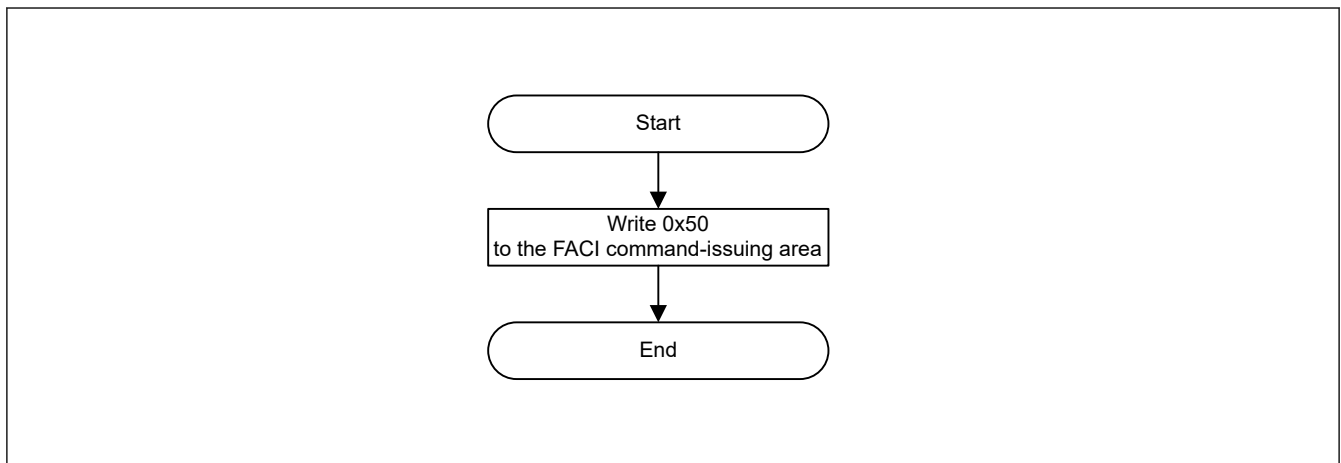 Start
Write 0x50
to the FACI command-issuing area
End